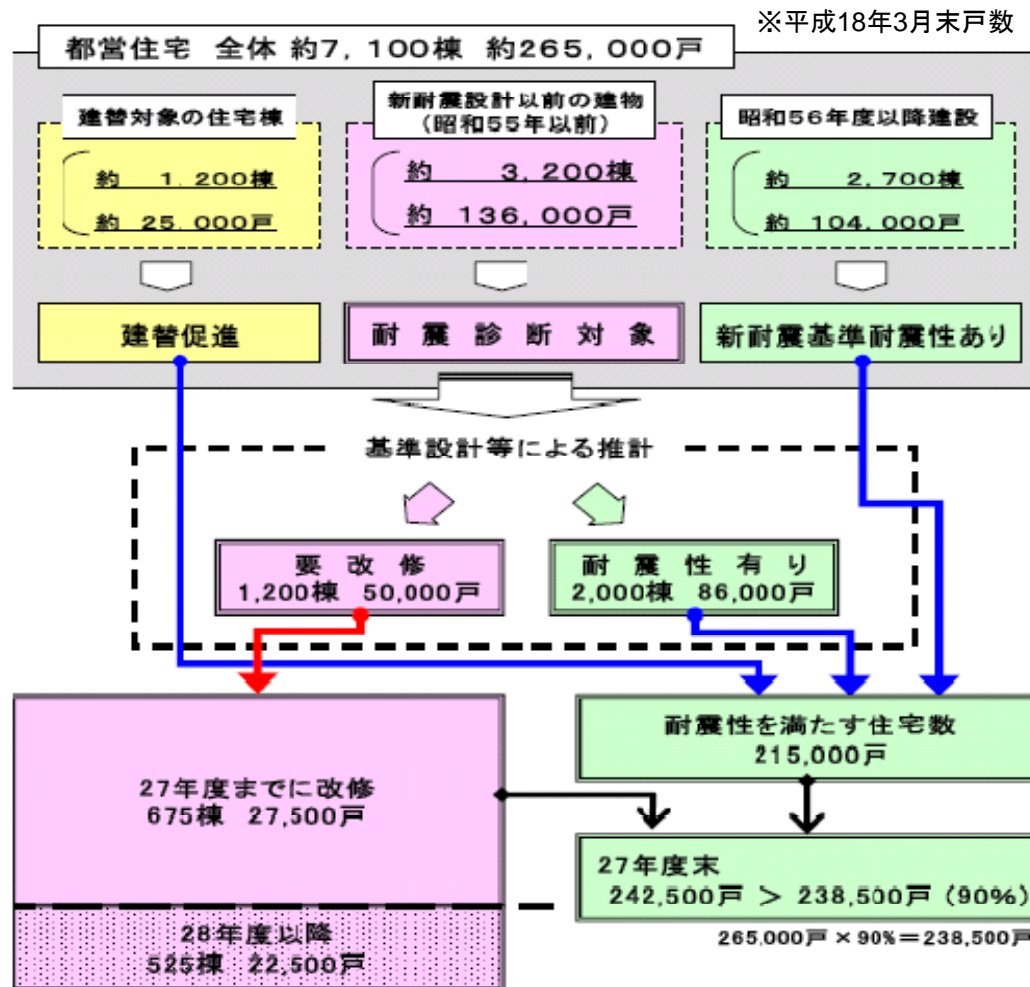 ※平成18年3月末戸数
都営住宅 全体 約7,100棟 約265,000戸
建替対象の住宅棟
約 1,200棟
約 25,000戸
新耐震設計以前の建物
(昭和55年以前)
約 3,200棟
約 136,000戸
昭和56年度以降建設
約 2,700棟
約 104,000戸
建替促進
耐震診断対象
新耐震基準耐震性あり
基準設計等による推計
要改修
1,200棟 50,000戸
耐震性有り
2,000棟 86,000戸
27年度までに改修
675棟 27,500戸
28年度以降
525棟 22,500戸
耐震性を満たす住宅数
215,000戸
27年度末
242,500戸 > 238,500戸 (90%)
265,000戸×90%=238,500戸